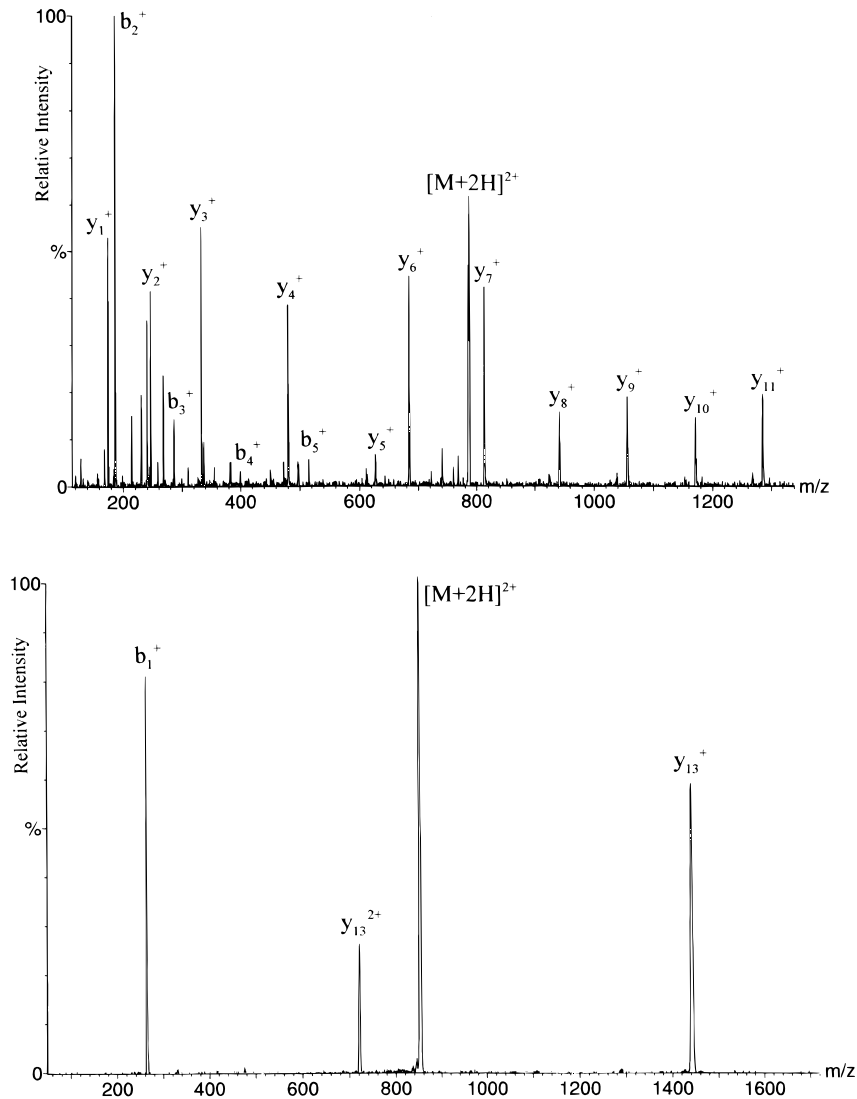 100
b₂⁺
Relative Intensity
[M+2H]²⁺
y₁⁺
y₃⁺
%
y₂⁺
y₄⁺
y₆⁺
y₇⁺
b₃⁺
y₈⁺
y₉⁺
y₁₀⁺
y₁₁⁺
b₄⁺
b₅⁺
y₅⁺
0
m/z
200 400 600 800 1000 1200
100
[M+2H]²⁺
b₁⁺
Relative Intensity
y₁₃⁺
%
y₁₃²⁺
0
m/z
200 400 600 800 1000 1200 1400 1600